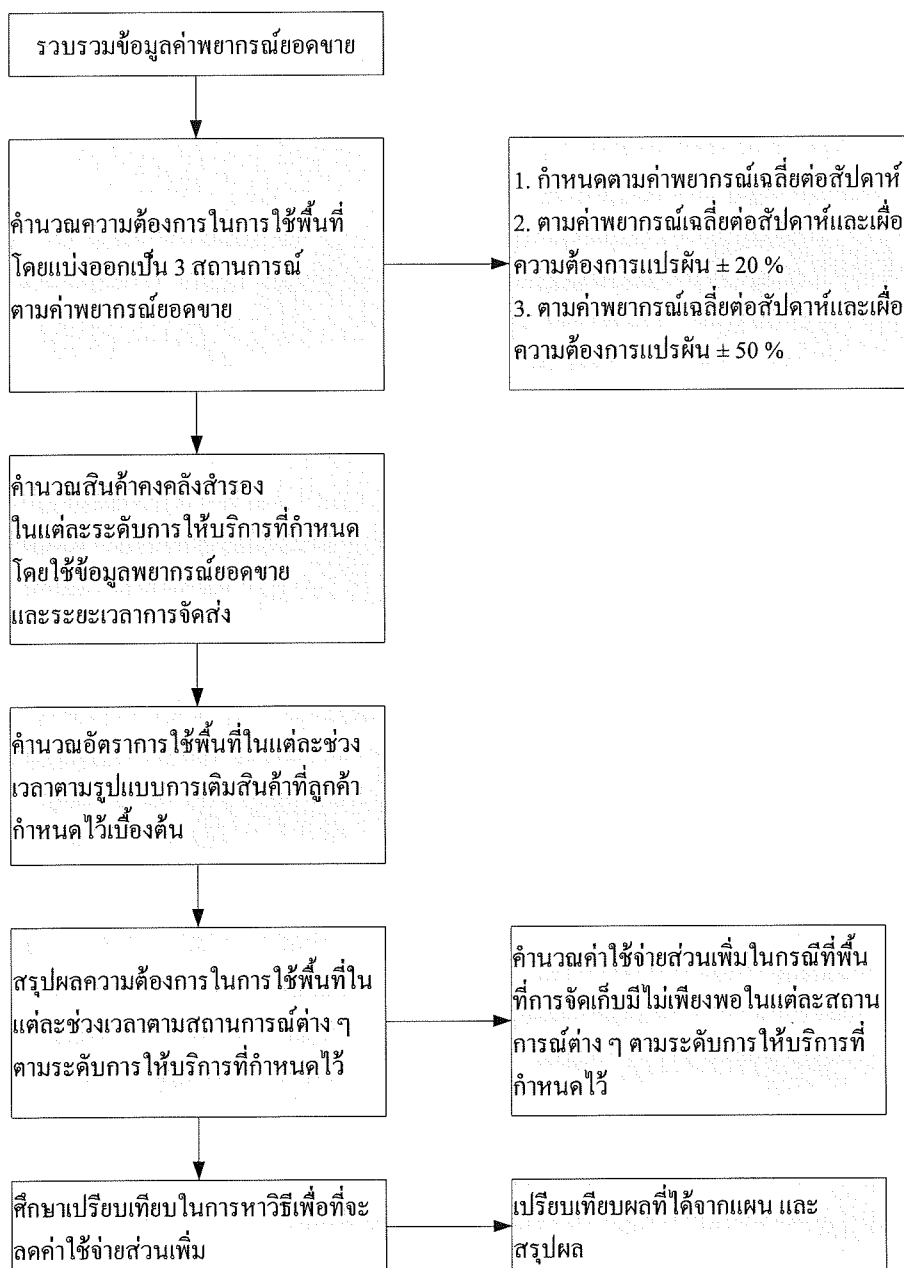 รวบรวมข้อมูลค่าพยากรณ์ยอดขาย
คำนวณความต้องการในการใช้พื้นที่
โดยแบ่งออกเป็น 3 สถานการณ์
ตามค่าพยากรณ์ยอดขาย
1. กำหนดตามค่าพยากรณ์เฉลี่ยต่อสัปดาห์
2. ตามค่าพยากรณ์เฉลี่ยต่อสัปดาห์และเผื่อ
ความต้องการแปรผัน ± 20 %
3. ตามค่าพยากรณ์เฉลี่ยต่อสัปดาห์และเผื่อ
ความต้องการแปรผัน ± 50 %
คำนวณสินค้าคงคลังสำรอง
ในแต่ละระดับการให้บริการที่กำหนด
โดยใช้ข้อมูลพยากรณ์ยอดขาย
และระยะเวลาการจัดส่ง
คำนวณอัตราการใช้พื้นที่ในแต่ละช่วง
เวลาตามรูปแบบการเติมสินค้าที่ลูกค้า
กำหนดไว้เบื้องต้น
สรุปผลความต้องการในการใช้พื้นที่ใน
แต่ละช่วงเวลาตามสถานการณ์ต่าง ๆ
ตามระดับการให้บริการที่กำหนดไว้
คำนวณค่าใช้จ่ายส่วนเพิ่มในกรณีที่พื้น
ที่การจัดเก็บมีไม่เพียงพอในแต่ละสถาน
การณ์ต่าง ๆ ตามระดับการให้บริการที่
กำหนดไว้
ศึกษาเปรียบเทียบในการหาวิธีเพื่อที่จะ
ลดค่าใช้จ่ายส่วนเพิ่ม
เปรียบเทียบผลที่ได้จากแผน และ
สรุปผล